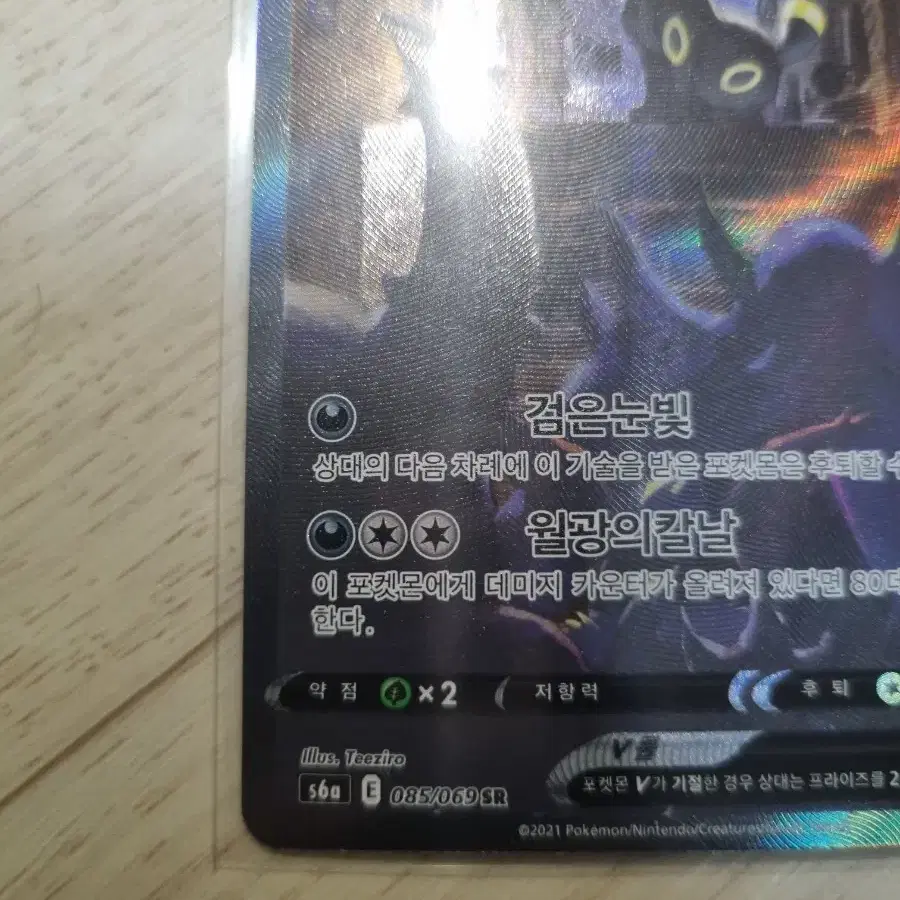 검은눈빛
상대의 다음 차례에 이 기술을 받은 포켓몬은 후퇴할 수
월광의칼날
이 포켓몬에게 데미지 카운터가 올려져 있다면 80데
한다.
약점 ×2 저항력 후퇴
Illus. Teeziro
V룰
s6a E 085/069 SR
포켓몬 V가 기절한 경우 상대는 프라이즈를 2
©2021 Pokémon/Nintendo/Creatures